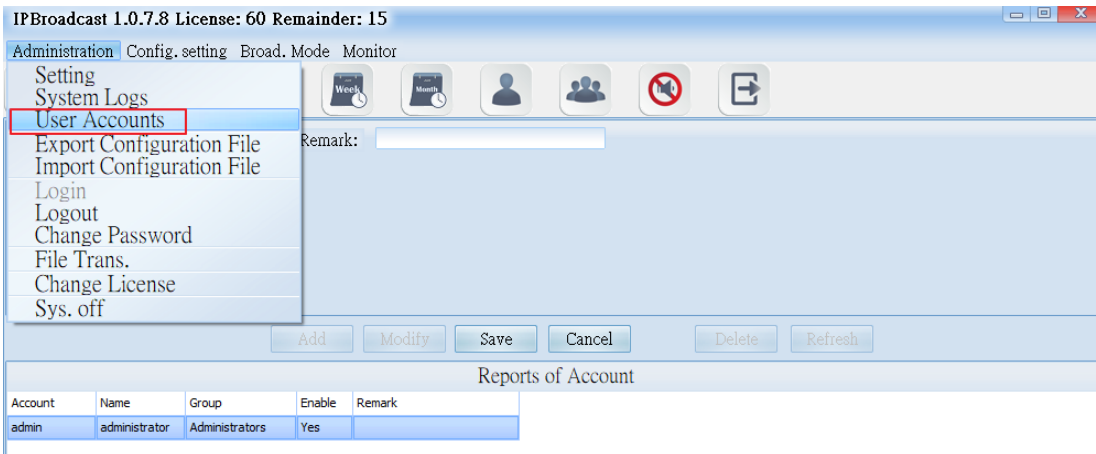 IPBroadcast 1.0.7.8 License: 60 Remainder: 15
Administration Config. setting Broad. Mode Monitor
Setting
System Logs
User Accounts
Export Configuration File
Import Configuration File
Login
Logout
Change Password
File Trans.
Change License
Sys. off
Week
Month
Remark:
Add Modify Save Cancel Delete Refresh
Reports of Account
Account Name Group Enable Remark
admin administrator Administrators Yes